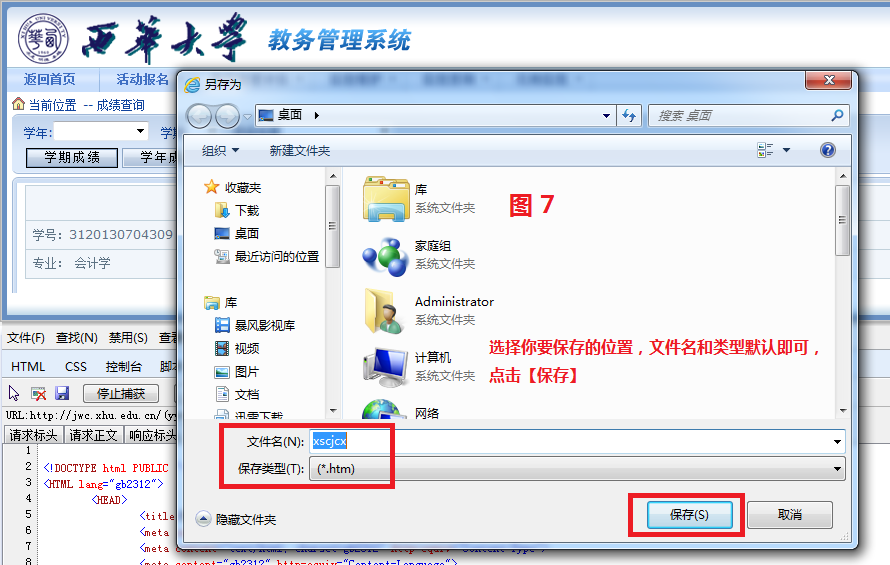 西华大学 教务管理系统
返回首页 活动报名
另存为
当前位置 -- 成绩查询
桌面
搜索 桌面
学年:
组织 新建文件夹
学期成绩 学年成
收藏夹
下载
桌面
最近访问的位置
库
系统文件夹
图 7
学号: 3120130704309
家庭组
系统文件夹
专业: 会计学
库
暴风影视库
视频
图片
文档
迅雷下载
Administrator
系统文件夹
选择你要保存的位置，文件名和类型默认即可，
点击【保存】
计算机
系统文件夹
网络
文件(F) 查找(N) 禁用(S) 查看
HTML CSS 控制台 脚本
停止捕获
URL:http://jwc.xhu.edu.cn/(y
请求标头 请求正文 响应标头
文件名(N): xscjcx
保存类型(T): (*.htm)
隐藏文件夹 保存(S) 取消
1
2 <!DOCTYPE html PUBLIC
3 <HTML lang="gb2312">
4 <HEAD>
5 <title
6 <meta
7 <meta content="text/html; charset=gb2312" http-equiv="Content-Type">
8 <meta content="gb2312" http-equiv="Content-Language">